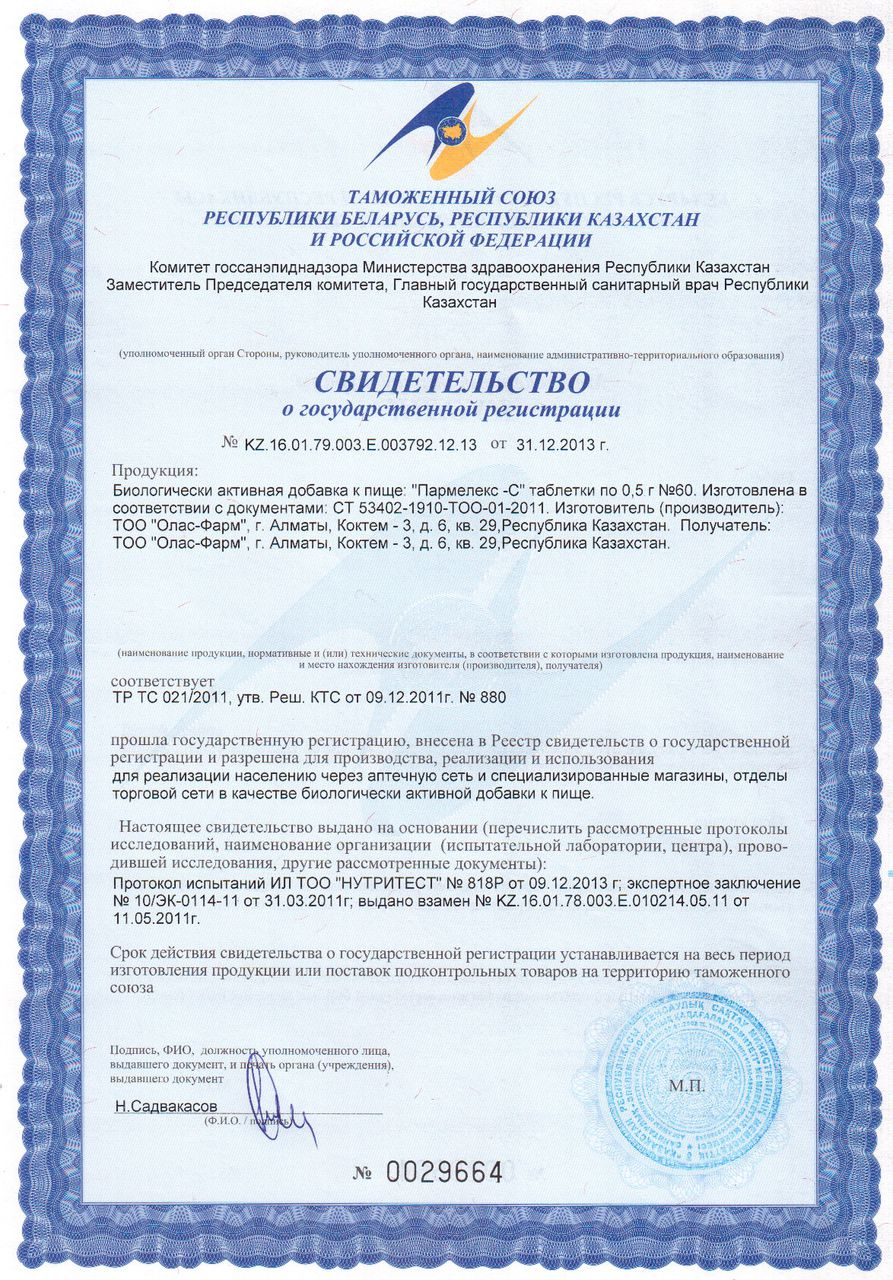 ТАМОЖЕННЫЙ СОЮЗ
РЕСПУБЛИКИ БЕЛАРУСЬ, РЕСПУБЛИКИ КАЗАХСТАН
И РОССИЙСКОЙ ФЕДЕРАЦИИ
Комитет госсанэпиднадзора Министерства здравоохранения Республики Казахстан
Заместитель Председателя комитета, Главный государственный санитарный врач Республики
Казахстан
(уполномоченный орган Стороны, руководитель уполномоченного органа, наименование административно-территориального образования)
СВИДЕТЕЛЬСТВО
о государственной регистрации
№ KZ.16.01.79.003.Е.003792.12.13 от 31.12.2013 г.
Продукция:
Биологически активная добавка к пище: "Пармелекс -С" таблетки по 0,5 г №60. Изготовлена в
соответствии с документами: СТ 53402-1910-ТОО-01-2011. Изготовитель (производитель):
ТОО "Олас-Фарм", г. Алматы, Коктем - 3, д. 6, кв. 29,Республика Казахстан. Получатель:
ТОО "Олас-Фарм", г. Алматы, Коктем - 3, д. 6, кв. 29,Республика Казахстан.
(наименование продукции, нормативные и (или) технические документы, в соответствии с которыми изготовлена продукция, наименование
и место нахождения изготовителя (производителя), получателя)
соответствует
ТР ТС 021/2011, утв. Реш. КТС от 09.12.2011г. № 880
прошла государственную регистрацию, внесена в Реестр свидетельств о государственной
регистрации и разрешена для производства, реализации и использования
для реализации населению через аптечную сеть и специализированные магазины, отделы
торговой сети в качестве биологически активной добавки к пище.
Настоящее свидетельство выдано на основании (перечислить рассмотренные протоколы
исследований, наименование организации (испытательной лаборатории, центра), прово-
дившей исследования, другие рассмотренные документы):
Протокол испытаний ИЛ ТОО "НУТРИТЕСТ" № 818Р от 09.12.2013 г; экспертное заключение
№ 10/ЭК-0114-11 от 31.03.2011г; выдано взамен № KZ.16.01.78.003.Е.010214.05.11 от
11.05.2011г.
Срок действия свидетельства о государственной регистрации устанавливается на весь период
изготовления продукции или поставок подконтрольных товаров на территорию таможенного
союза
Подпись, ФИО, должность уполномоченного лица,
выдавшего документ, и печать органа (учреждения),
выдавшего документ
Н.Садвакасов
(Ф.И.О. / подпись)
М.П.
№ 0029664